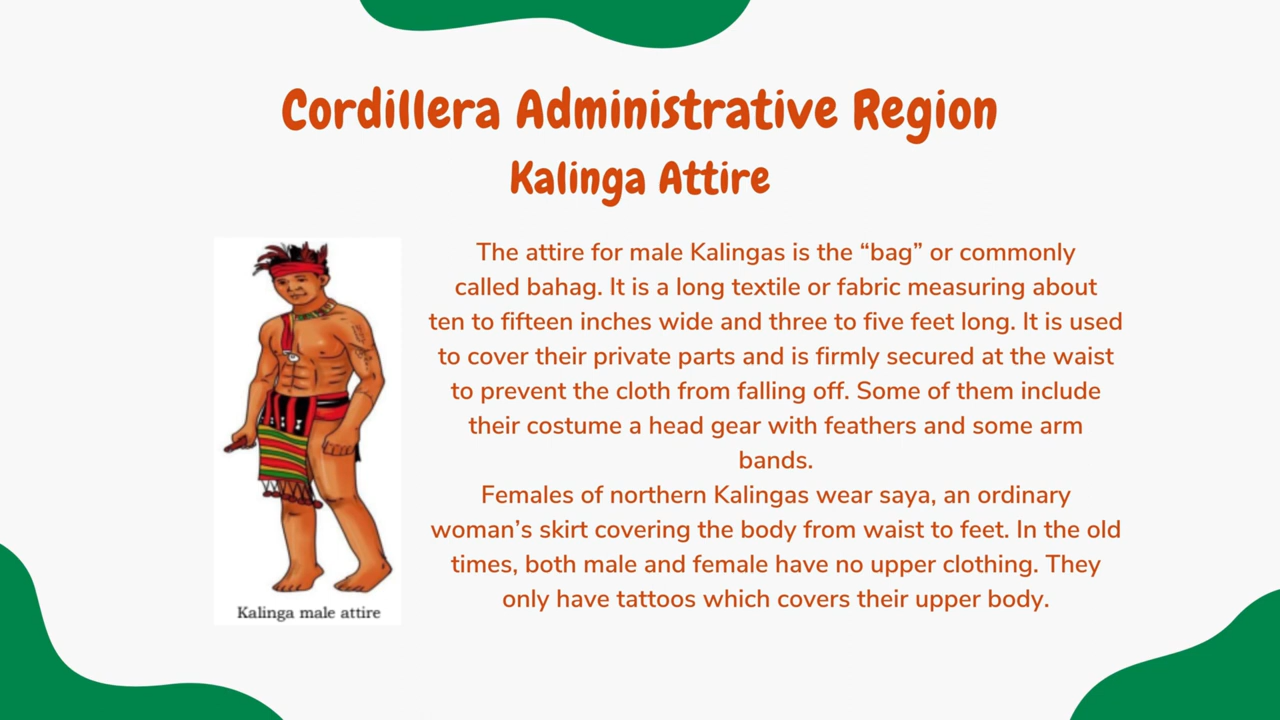 Cordillera Administrative Region
Kalinga Attire
The attire for male Kalingas is the “bag” or commonly
called bahag. It is a long textile or fabric measuring about
ten to fifteen inches wide and three to five feet long. It is used
to cover their private parts and is firmly secured at the waist
to prevent the cloth from falling off. Some of them include
their costume a head gear with feathers and some arm
bands.
Females of northern Kalingas wear saya, an ordinary
woman’s skirt covering the body from waist to feet. In the old
times, both male and female have no upper clothing. They
only have tattoos which covers their upper body.
Kalinga male attire